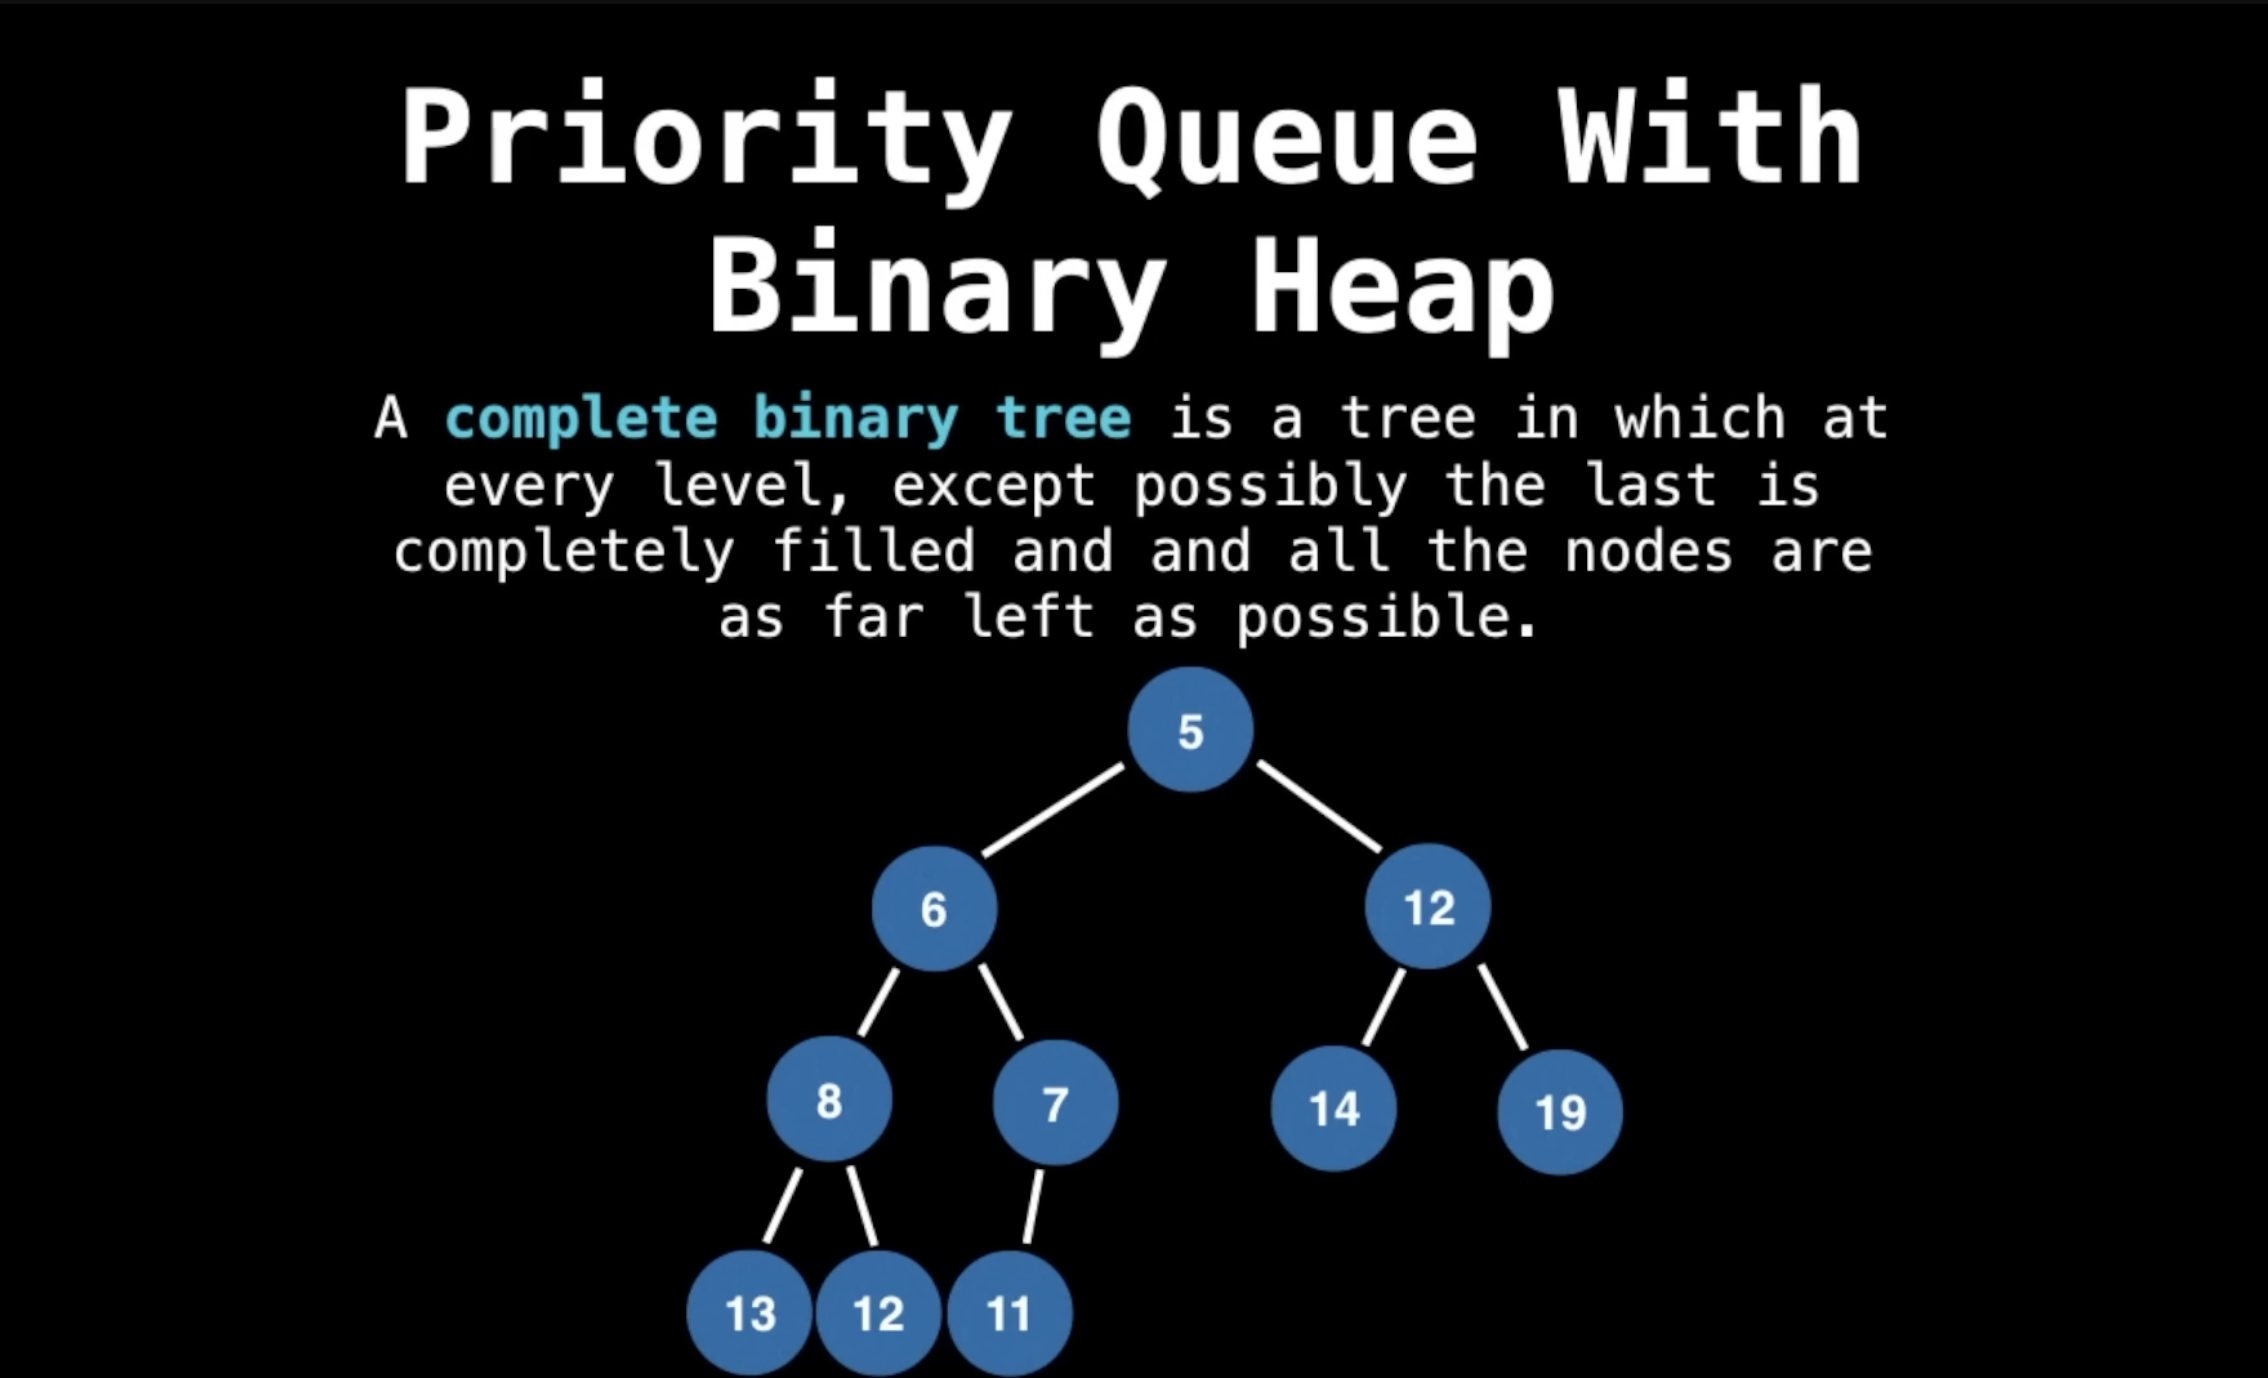 Priority Queue With
Binary Heap
A complete binary tree is a tree in which at
every level, except possibly the last is
completely filled and and all the nodes are
as far left as possible.
5
6 12
8 7 14 19
13 12 11